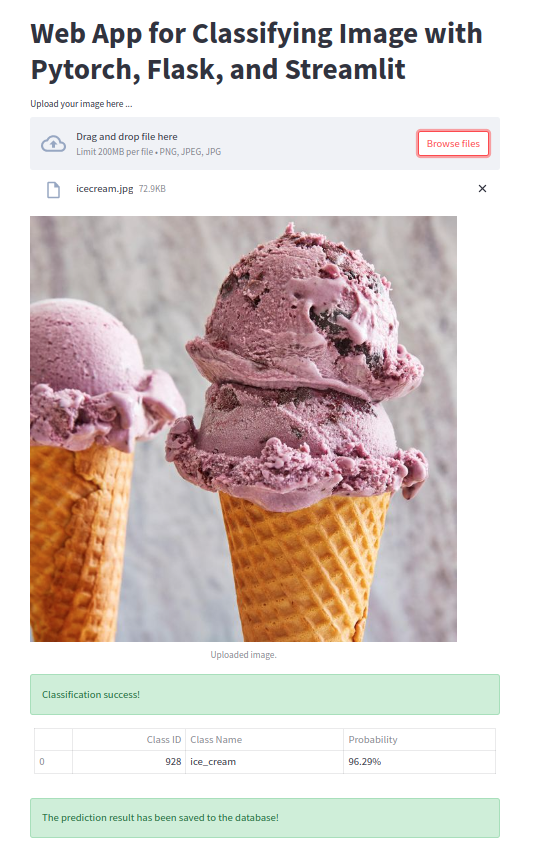 Web App for Classifying Image with
Pytorch, Flask, and Streamlit
Upload your image here ...
Drag and drop file here
Limit 200MB per file • PNG, JPEG, JPG
Browse files
icecream.jpg 72.9KB
Uploaded image.
Classification success!
Class ID Class Name Probability
0 928 ice_cream 96.29%
The prediction result has been saved to the database!